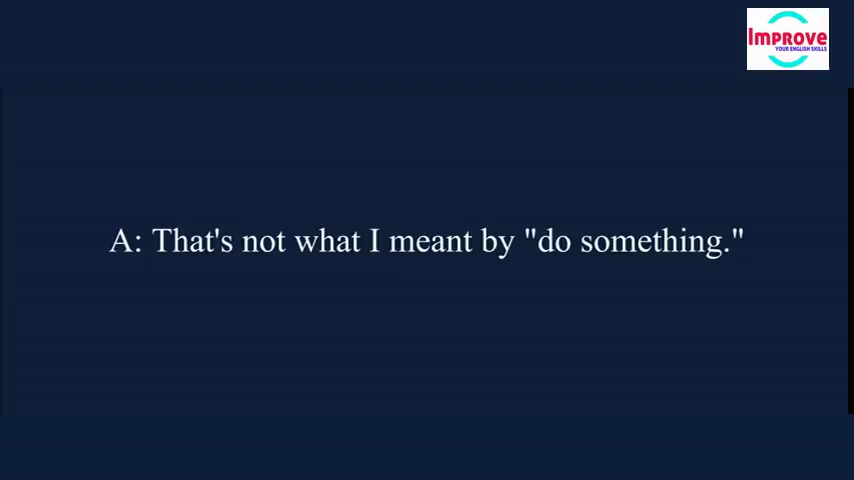 Improve
YOUR ENGLISH SKILLS
A: That's not what I meant by "do something."